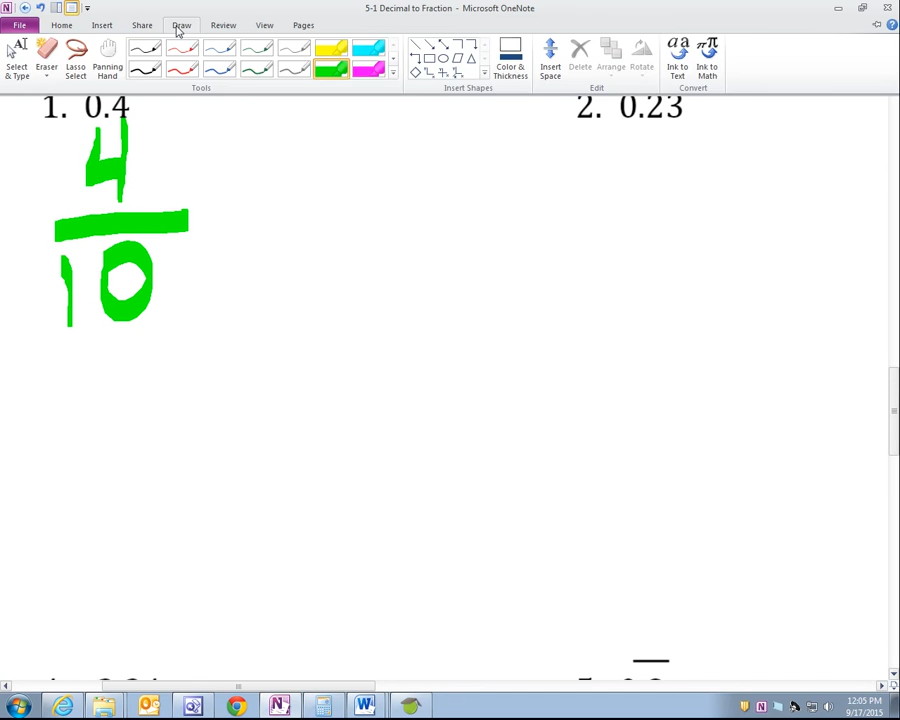 5-1 Decimal to Fraction - Microsoft OneNote
File Home Insert Share Draw Review View Pages
Select & Type
Eraser
Lasso Select
Panning Hand
Color & Thickness
Insert Space
Delete
Arrange
Rotate
Ink to Text
Ink to Math
Tools
Insert Shapes
Edit
Convert
1. 0.4
2. 0.23
4
10
12:05 PM
9/17/2015